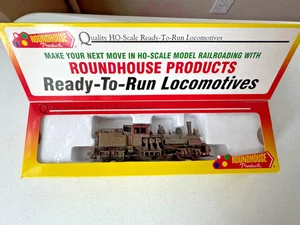 ROUNDHOUSE
Products
Quality HO-Scale Ready-To-Run Locomotives
MAKE YOUR NEXT MOVE IN HO-SCALE MODEL RAILROADING WITH
ROUNDHOUSE PRODUCTS
Ready-To-Run Locomotives
ROUNDHOUSE
Products